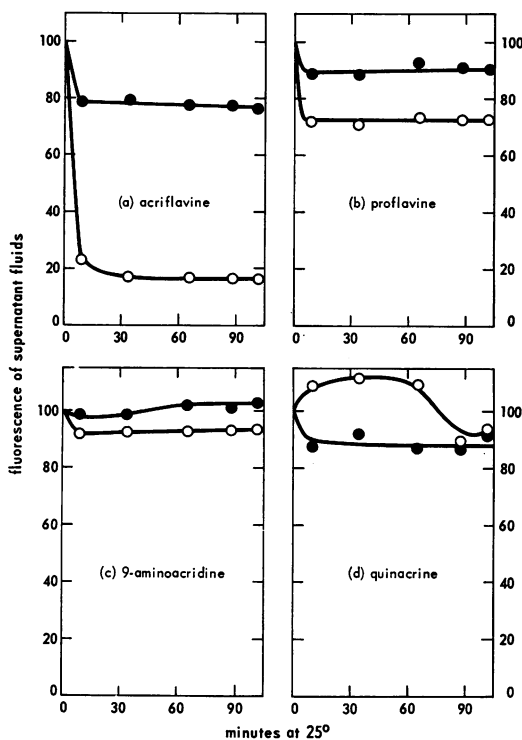 fluorescence of supernatant fluids
100
80
60
40
20
0
(a) acriflavine
0 30 60 90
100
80
60
40
20
0
(b) proflavine
0 30 60 90
100
80
60
40
20
0
(c) 9-aminoacridine
0 30 60 90
100
80
60
40
20
0
(d) quinacrine
0 30 60 90
minutes at 25°